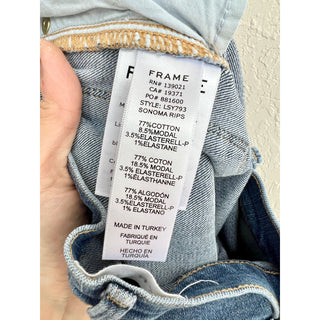 FRAME
RN# 139021
CA# 19371
PO# 881600
STYLE: LSY793
SONOMA RIPS
77%COTTON
18.5%MODAL
3.5%ELASTERELL-P
1%ELASTANE
77% COTON
18.5% MODAL
3.5%ELASTERELL-P
1%ELASTHANNE
77% ALGODÓN
18.5% MODAL
3.5%ELASTERELL-P
1% ELASTANO
MADE IN TURKEY
FABRIQUÉ EN
TURQUIE
HECHO EN
TURQUÍA